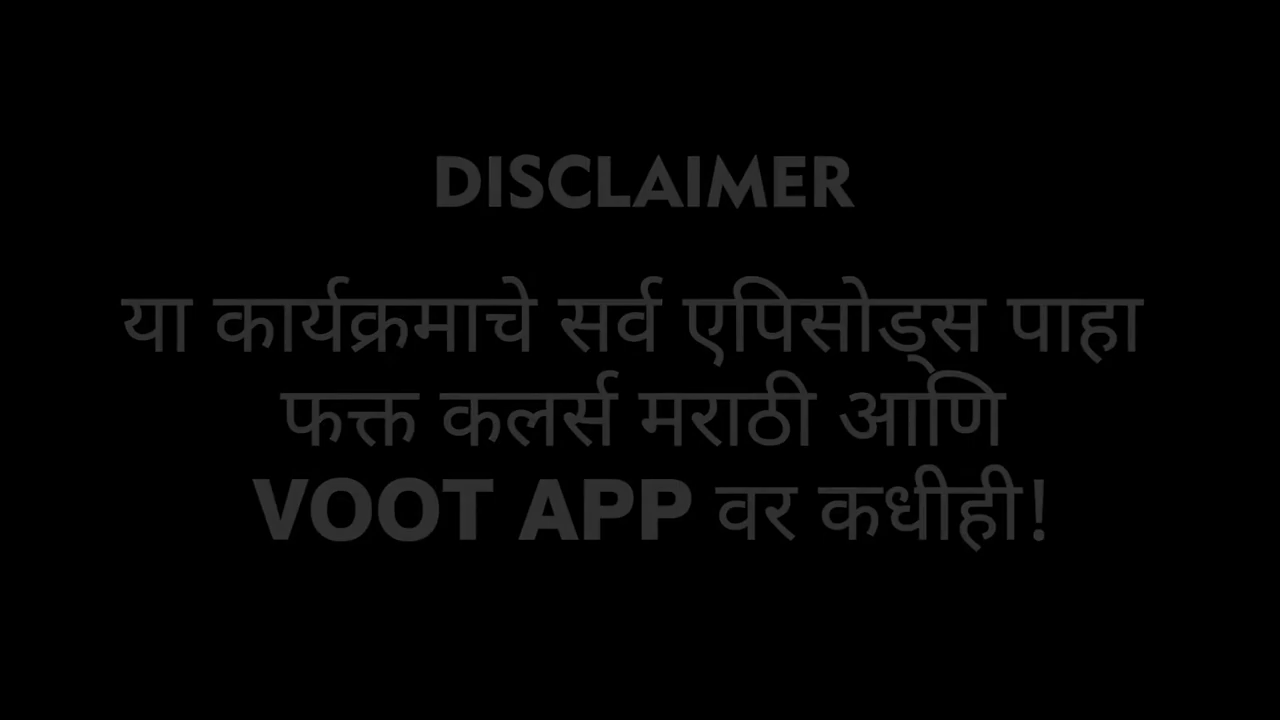 DISCLAIMER
या कार्यक्रमाचे सर्व एपिसोड्स पाहा
फक्त कलर्स मराठी आणि
VOOT APP वर कधीही!